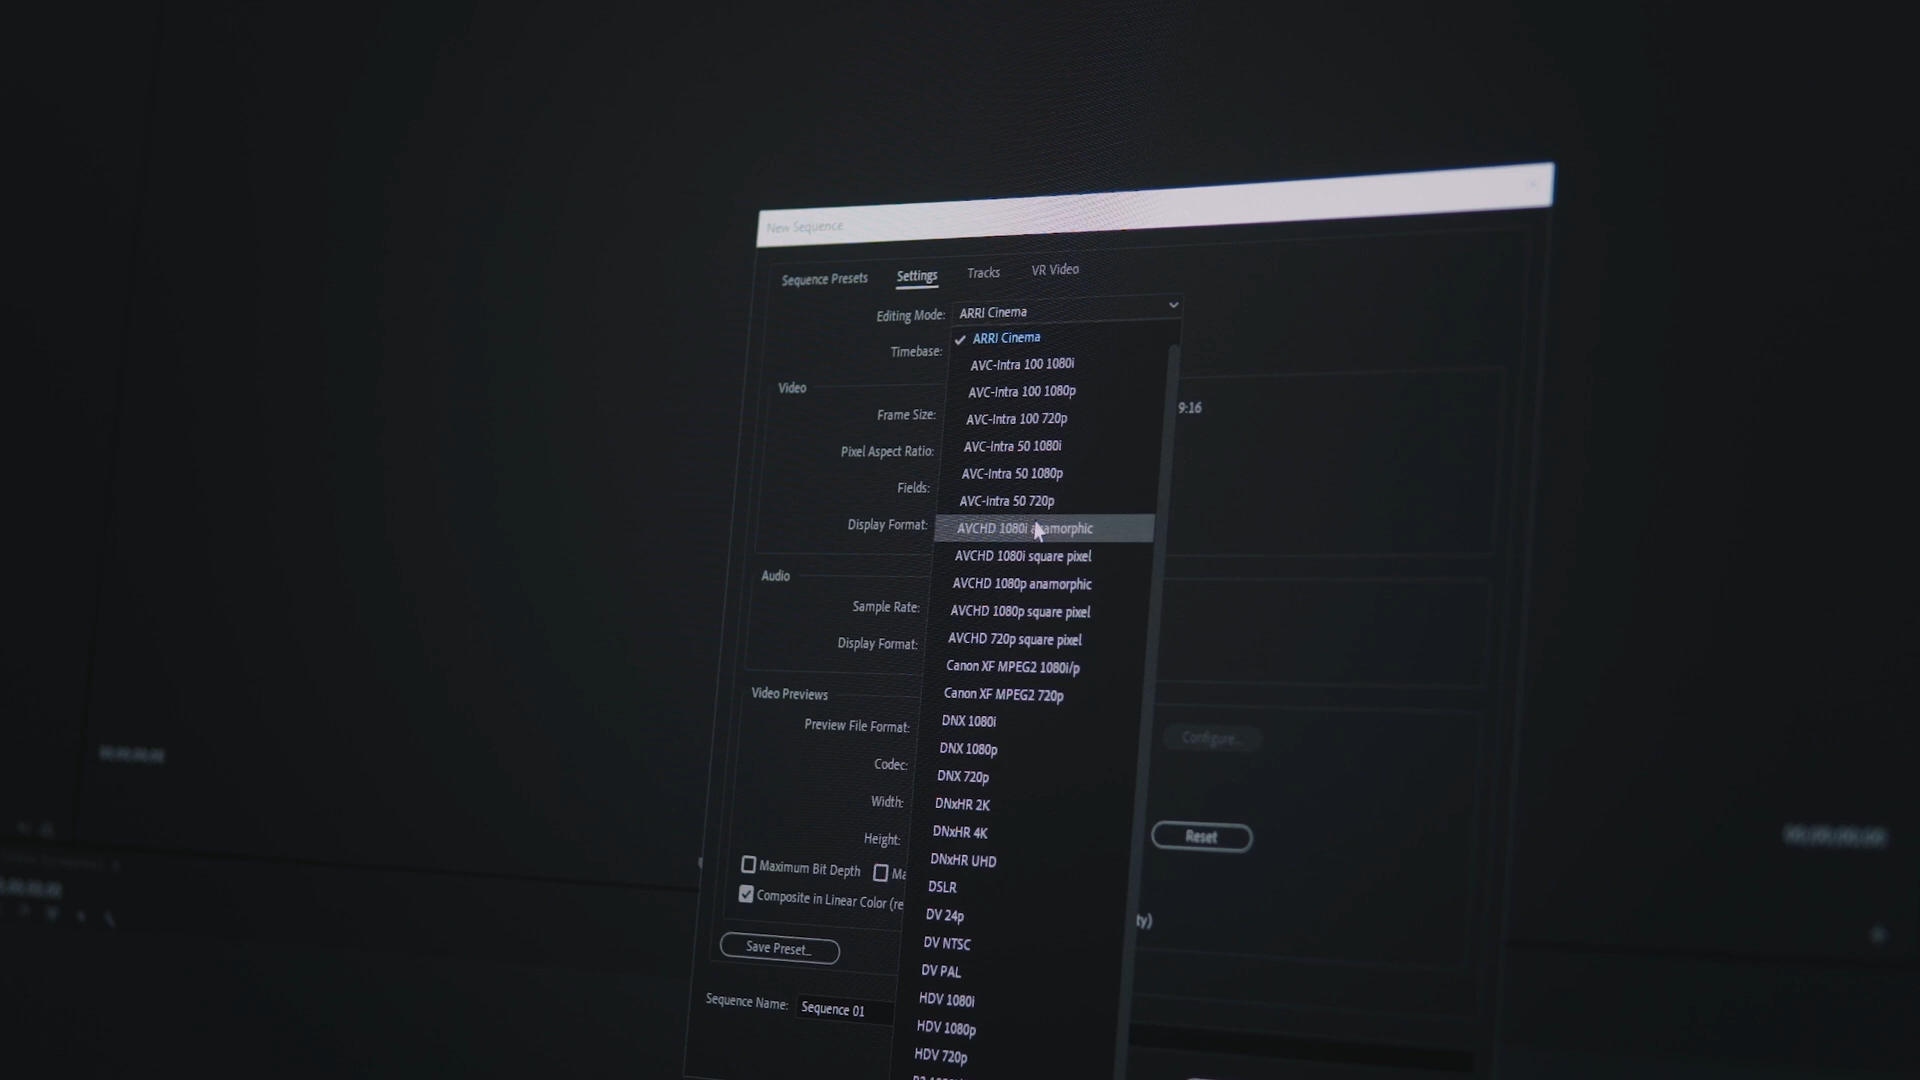 New Sequence
Sequence Presets Settings Tracks VR Video
Editing Mode: ARRI Cinema
ARRI Cinema
Timebase:
AVC-Intra 100 1080i
Video
AVC-Intra 100 1080p
9:16
Frame Size:
AVC-Intra 100 720p
Pixel Aspect Ratio:
AVC-Intra 50 1080i
AVC-Intra 50 1080p
Fields:
AVC-Intra 50 720p
Display Format:
AVCHD 1080i anamorphic
AVCHD 1080i square pixel
Audio
AVCHD 1080p anamorphic
Sample Rate:
AVCHD 1080p square pixel
Display Format:
AVCHD 720p square pixel
Canon XF MPEG2 1080i/p
Video Previews
Canon XF MPEG2 720p
Preview File Format:
DNX 1080i
Configure...
DNX 1080p
Codec:
DNX 720p
Width:
DNxHR 2K
Height:
DNxHR 4K
Reset
Maximum Bit Depth Ma
DNxHR UHD
Composite in Linear Color (re
DSLR
DV 24p
ty)
Save Preset...
DV NTSC
DV PAL
Sequence Name: Sequence 01
HDV 1080i
HDV 1080p
HDV 720p